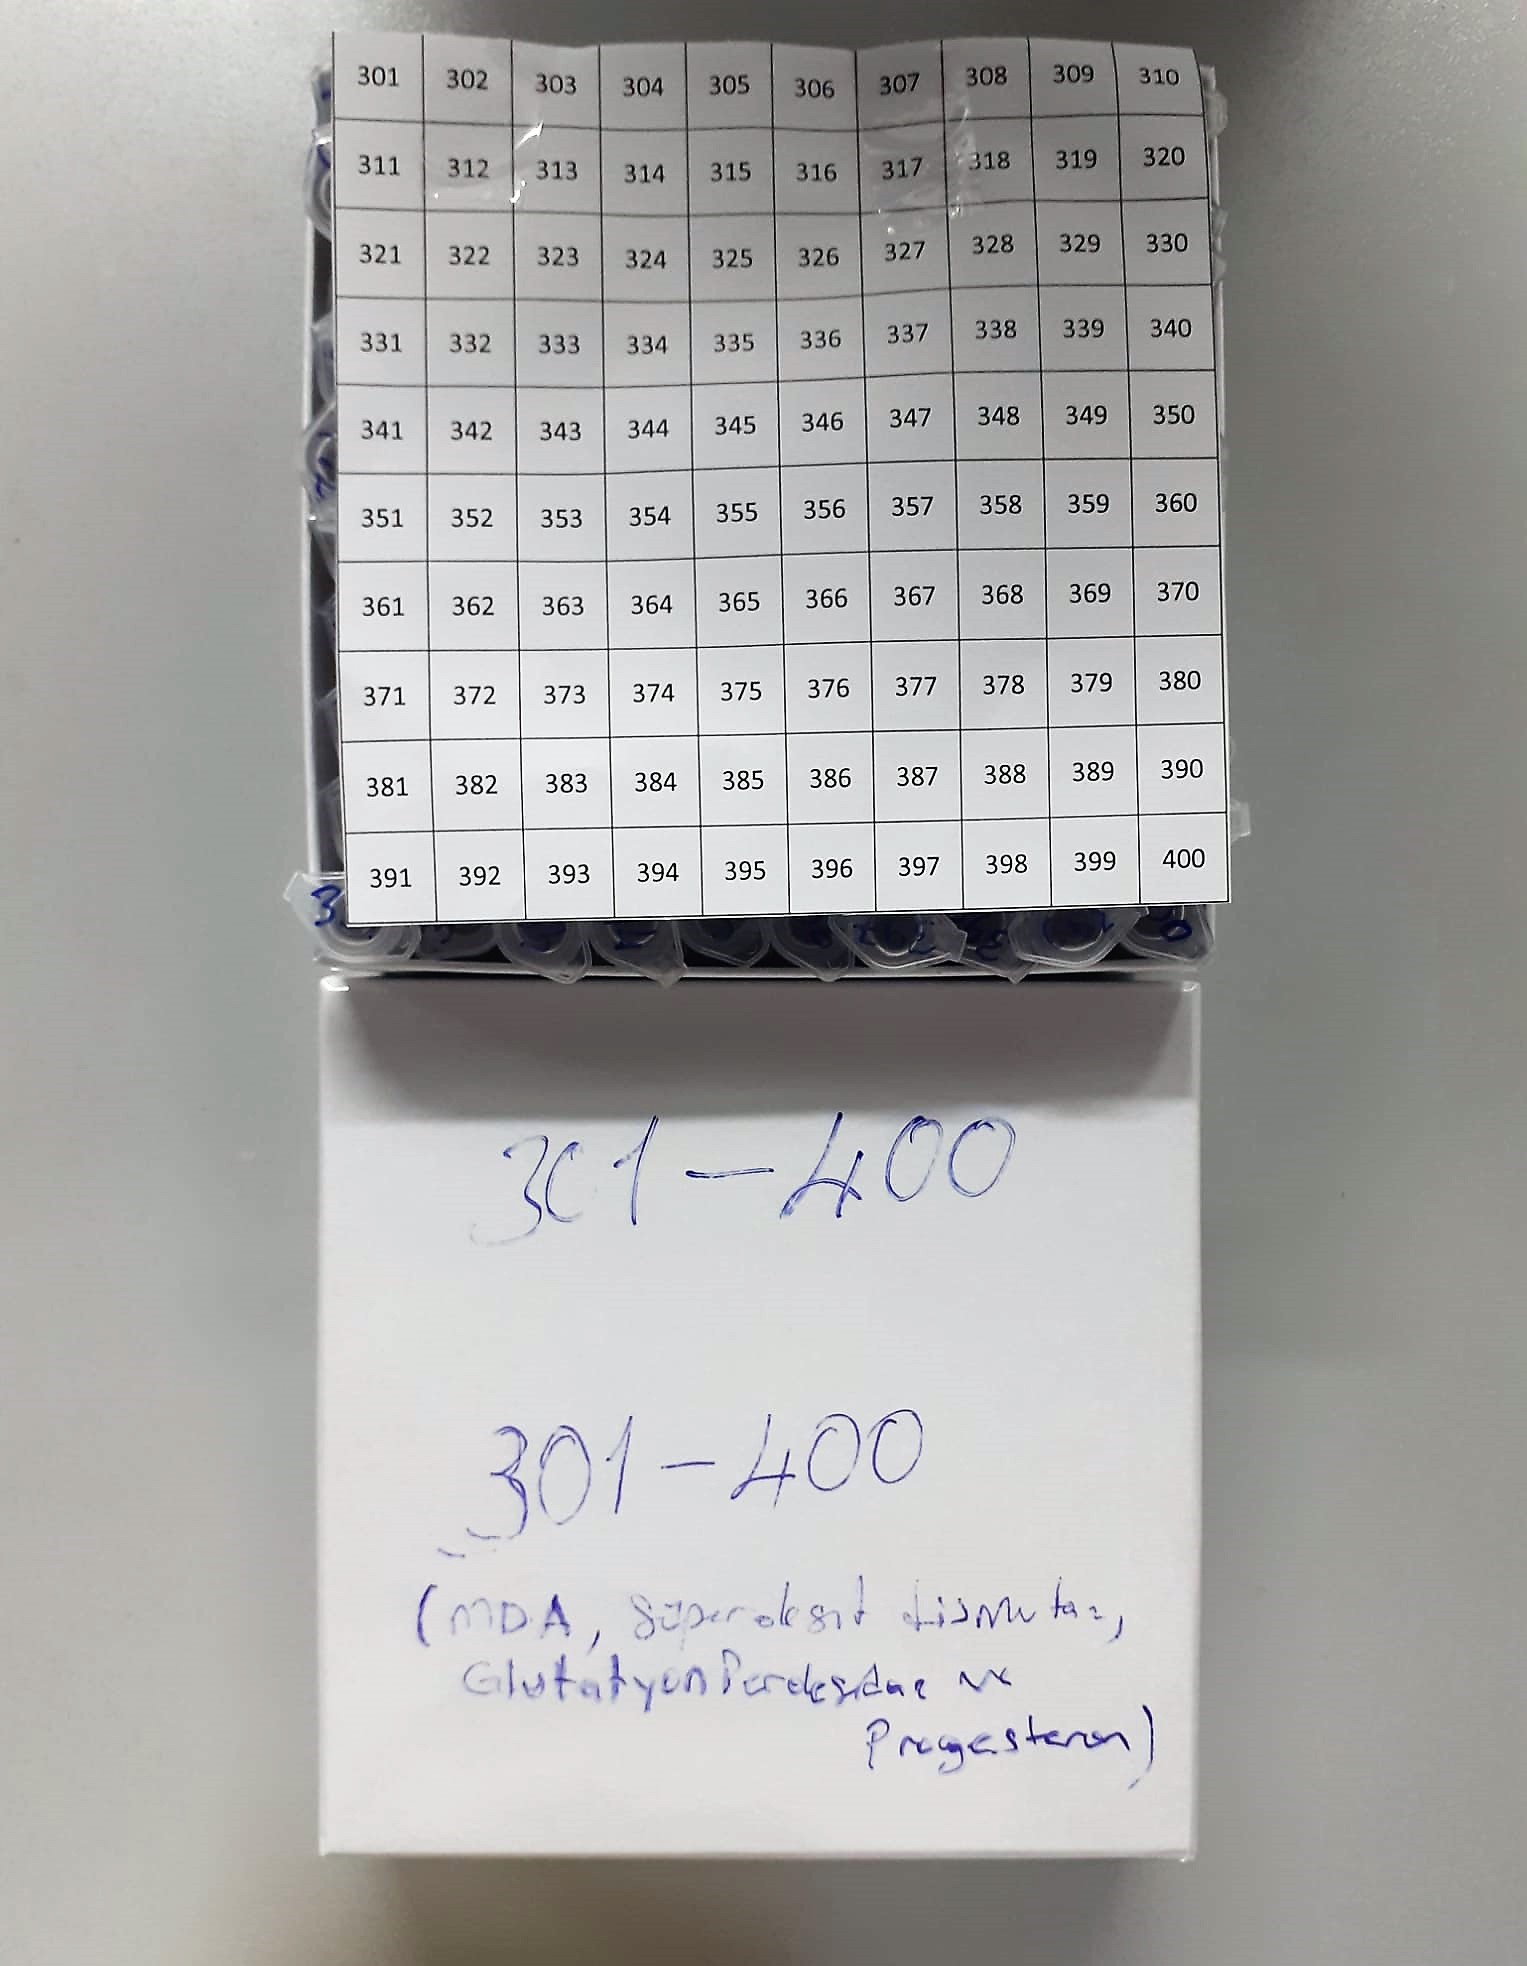 301 302 303 304 305 306 307 308 309 310
311 312 313 314 315 316 317 318 319 320
321 322 323 324 325 326 327 328 329 330
331 332 333 334 335 336 337 338 339 340
341 342 343 344 345 346 347 348 349 350
351 352 353 354 355 356 357 358 359 360
361 362 363 364 365 366 367 368 369 370
371 372 373 374 375 376 377 378 379 380
381 382 383 384 385 386 387 388 389 390
391 392 393 394 395 396 397 398 399 400
301-400
301-400
(MDA, Süperoksit dismutaz,
Glutatyon Peroksidaz ve
Progesteron)